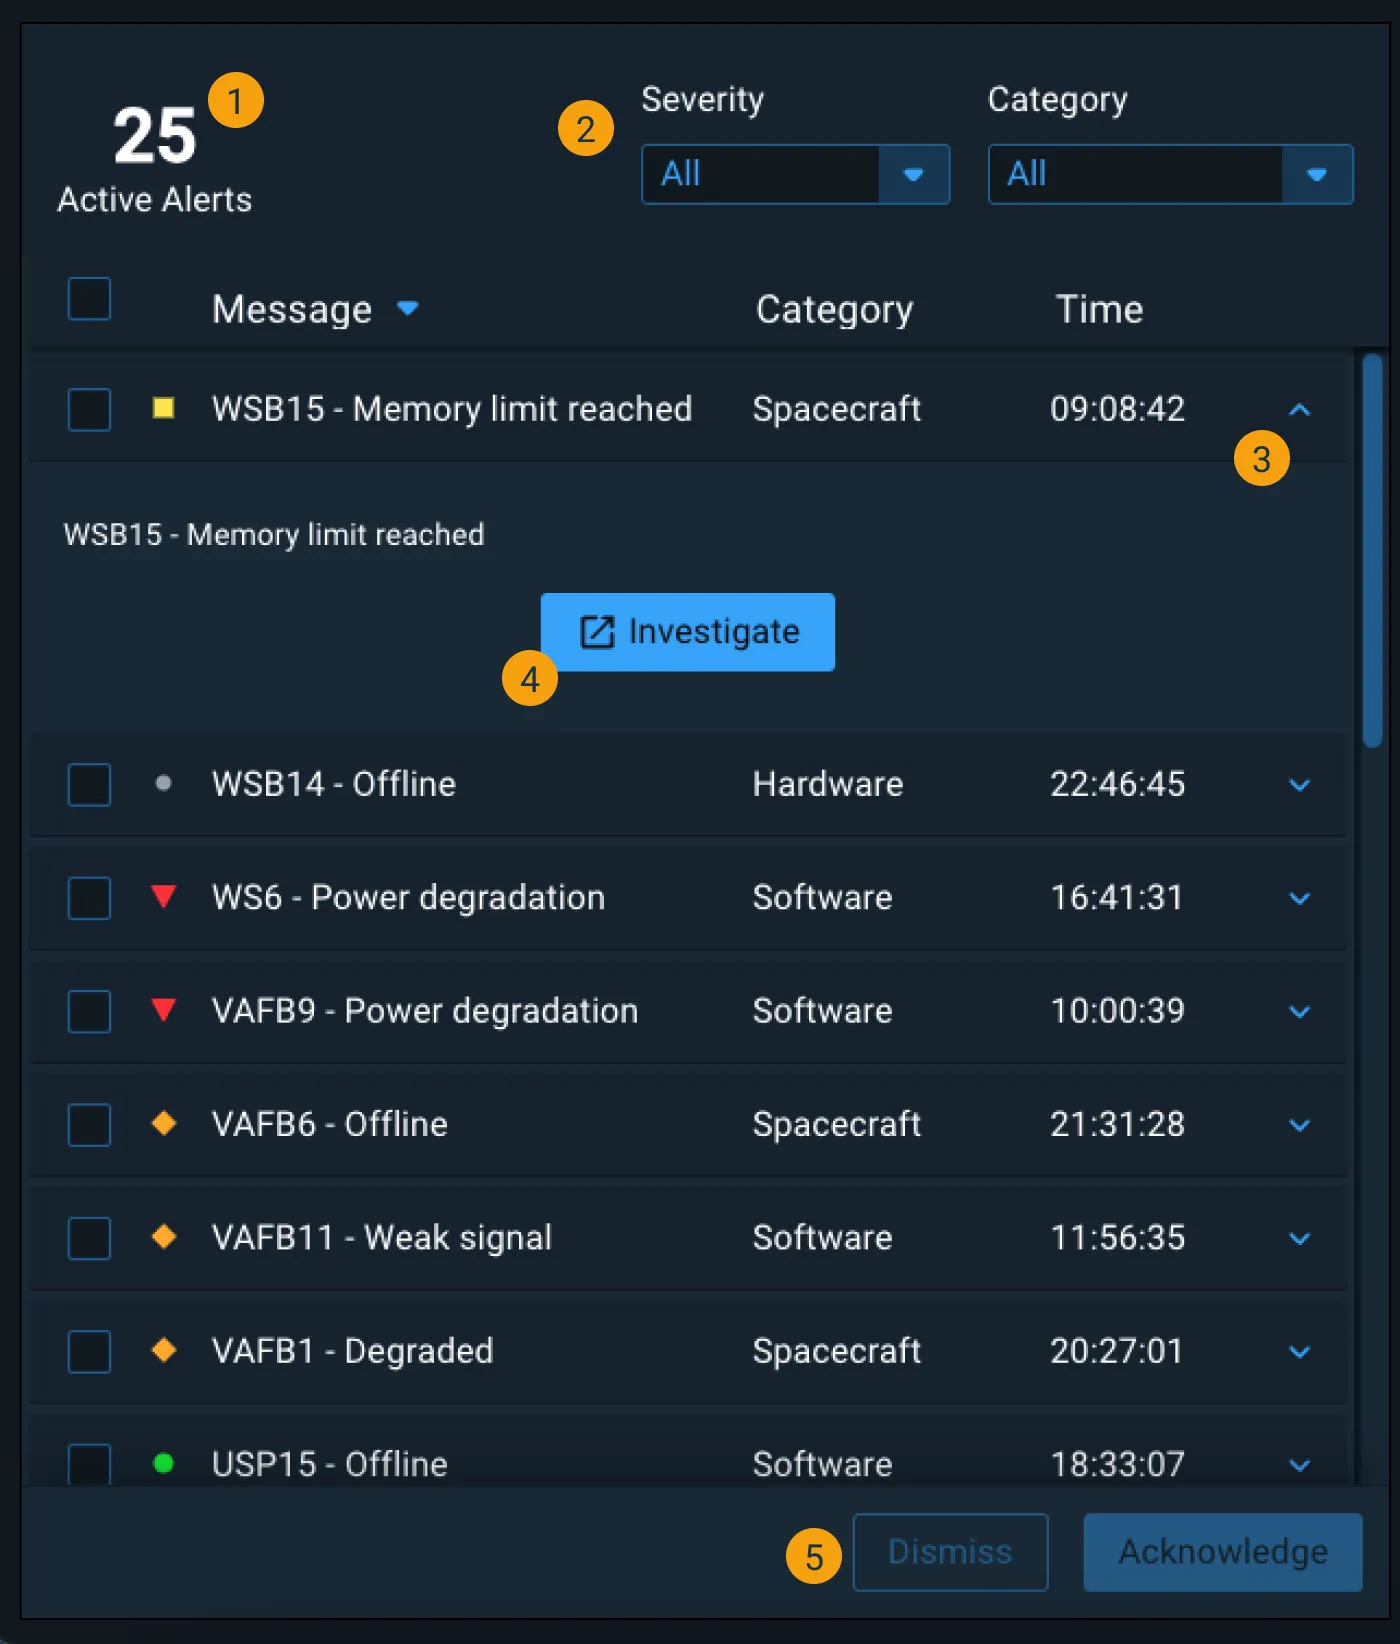 25 1
Active Alerts
2 Severity Category
All All
Message Category Time
WSB15 - Memory limit reached Spacecraft 09:08:42
3
WSB15 - Memory limit reached
Investigate
4
WSB14 - Offline Hardware 22:46:45
WS6 - Power degradation Software 16:41:31
VAFB9 - Power degradation Software 10:00:39
VAFB6 - Offline Spacecraft 21:31:28
VAFB11 - Weak signal Software 11:56:35
VAFB1 - Degraded Spacecraft 20:27:01
USP15 - Offline Software 18:33:07
5 Dismiss Acknowledge